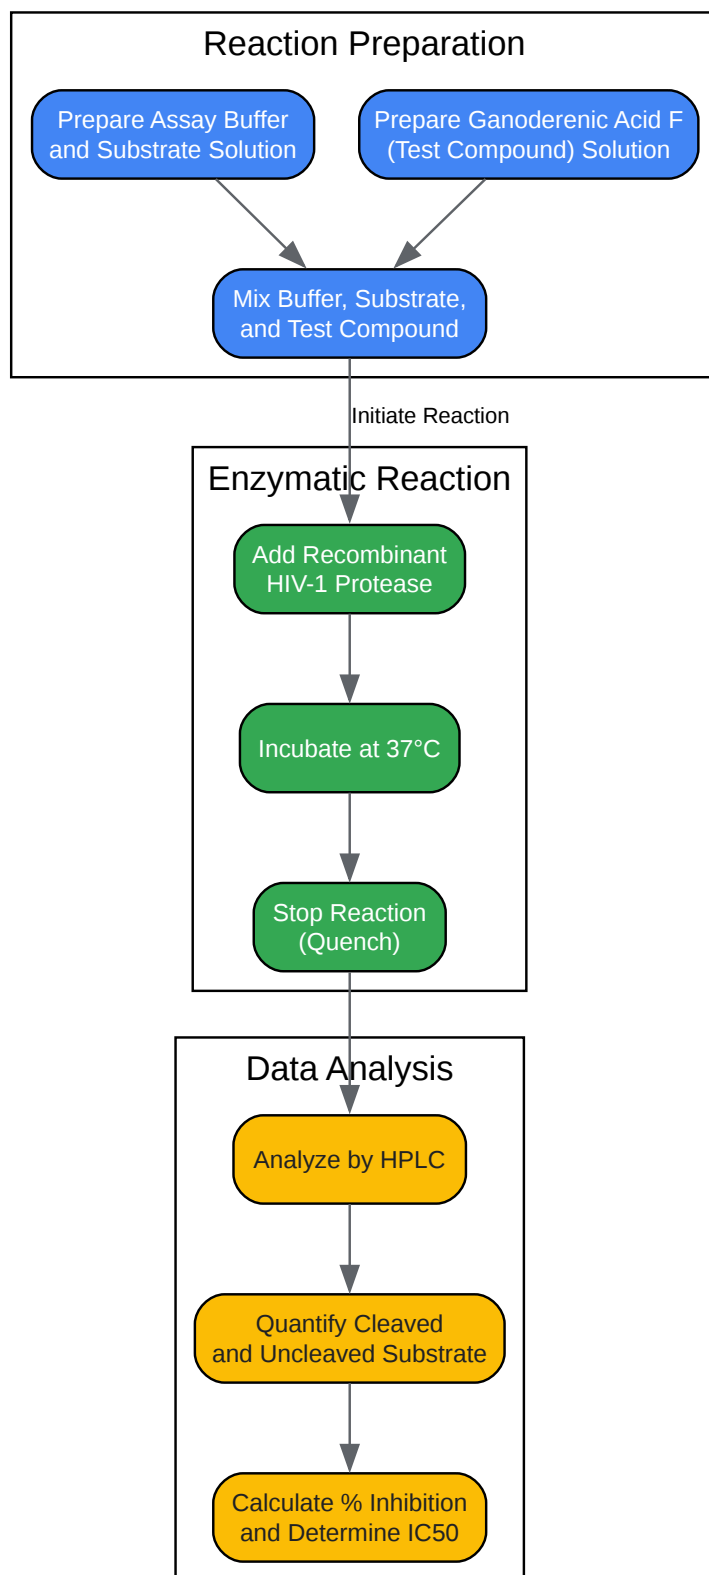 Reaction Preparation
Prepare Assay Buffer
and Substrate Solution
Prepare Ganoderenic Acid F
(Test Compound) Solution
Mix Buffer, Substrate,
and Test Compound
Initiate Reaction
Enzymatic Reaction
Add Recombinant
HIV-1 Protease
Incubate at 37°C
Stop Reaction
(Quench)
Data Analysis
Analyze by HPLC
Quantify Cleaved
and Uncleaved Substrate
Calculate % Inhibition
and Determine IC50